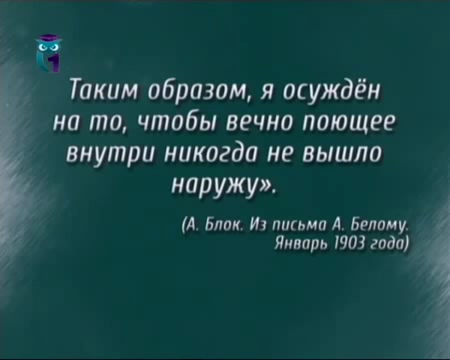 1
Таким образом, я осуждён
на то, чтобы вечно поющее
внутри никогда не вышло
наружу».
(А. Блок. Из письма А. Белому.
Январь 1903 года)